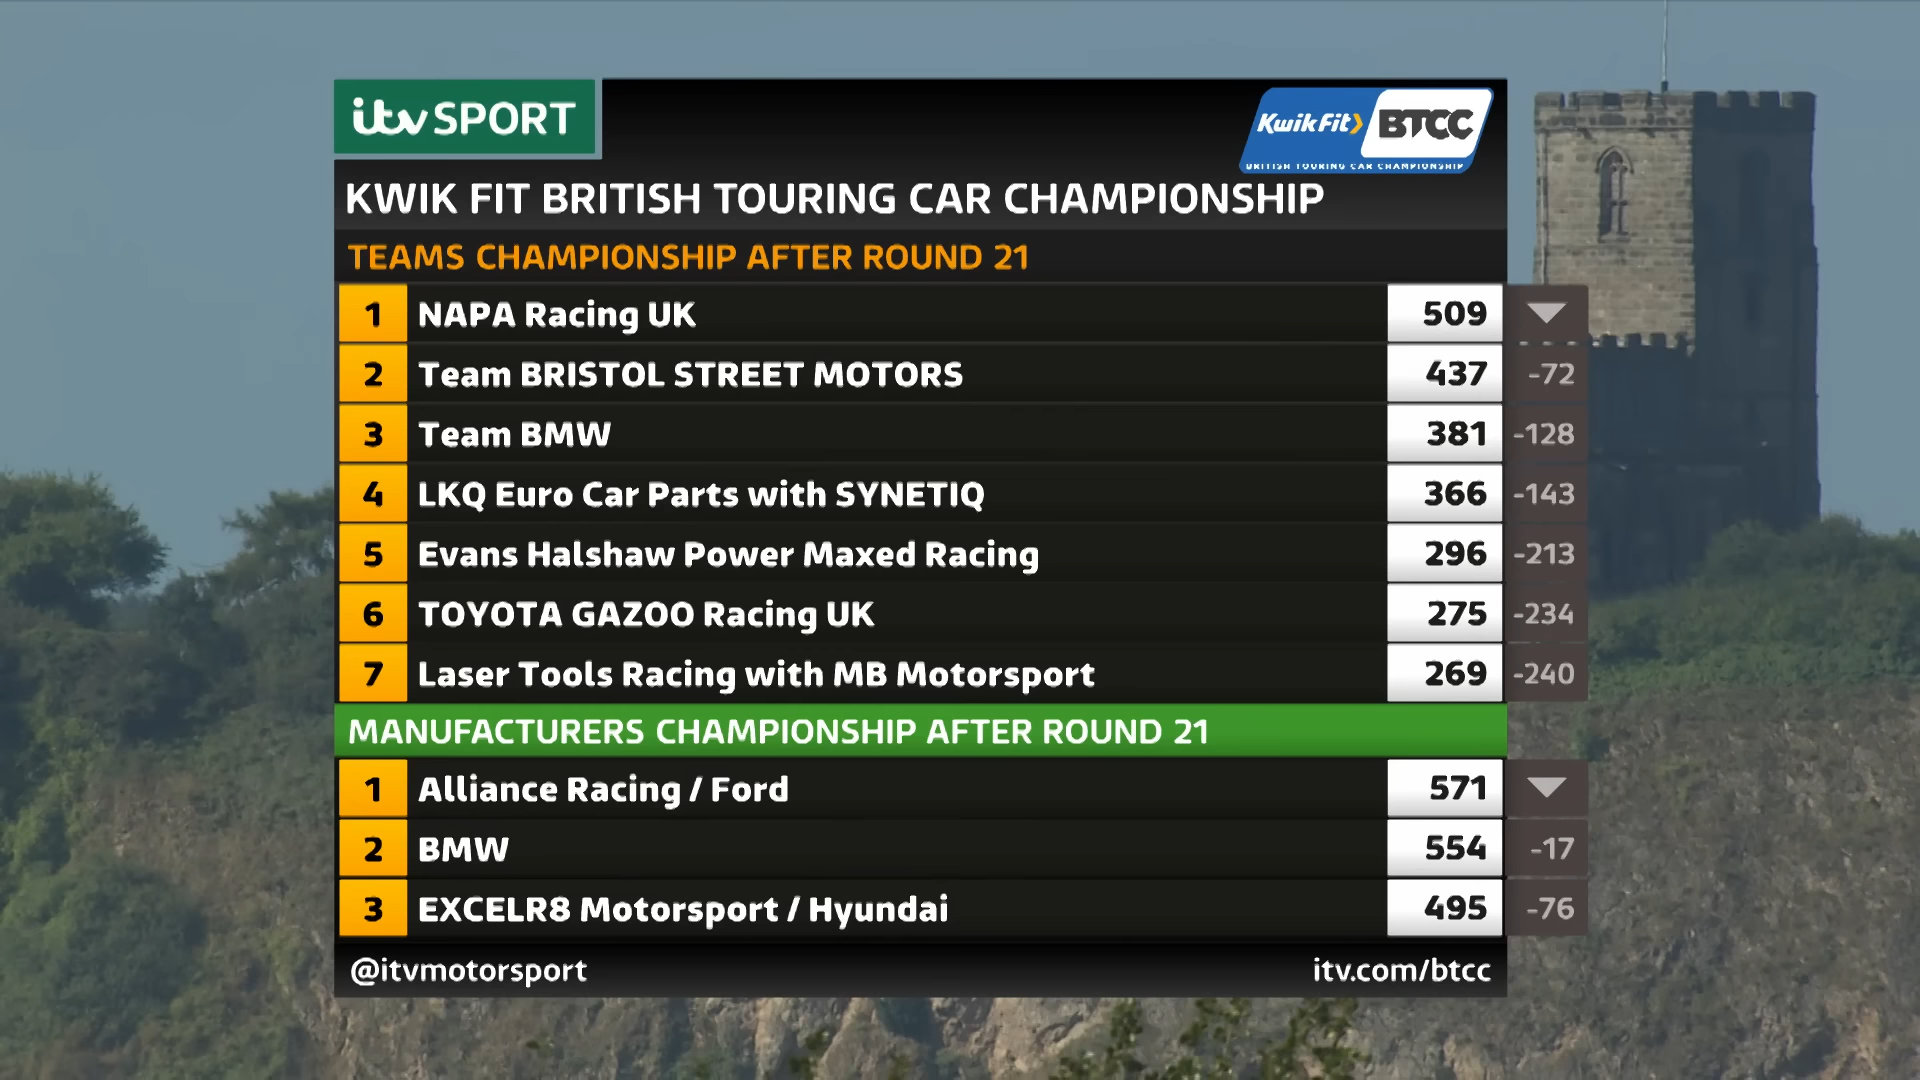 itv SPORT
KwikFit BTCC
BRITISH TOURING CAR CHAMPIONSHIP
KWIK FIT BRITISH TOURING CAR CHAMPIONSHIP
TEAMS CHAMPIONSHIP AFTER ROUND 21
1 NAPA Racing UK 509
2 Team BRISTOL STREET MOTORS 437 -72
3 Team BMW 381 -128
4 LKQ Euro Car Parts with SYNETIQ 366 -143
5 Evans Halshaw Power Maxed Racing 296 -213
6 TOYOTA GAZOO Racing UK 275 -234
7 Laser Tools Racing with MB Motorsport 269 -240
MANUFACTURERS CHAMPIONSHIP AFTER ROUND 21
1 Alliance Racing / Ford 571
2 BMW 554 -17
3 EXCELR8 Motorsport / Hyundai 495 -76
@itvmotorsport itv.com/btcc